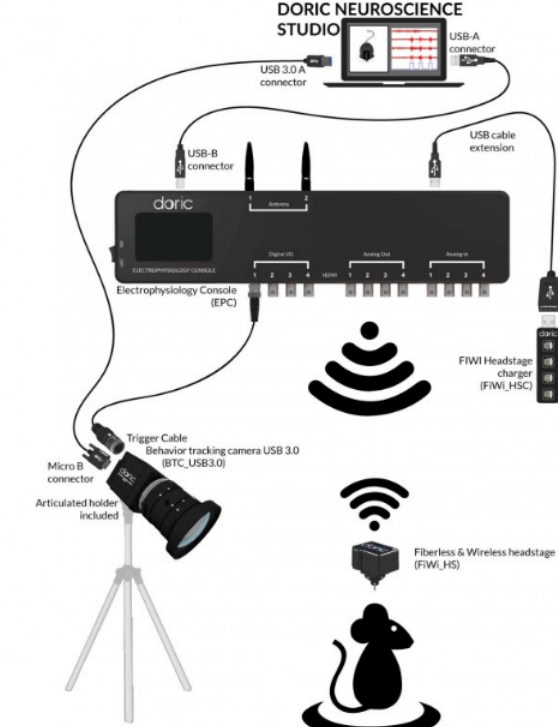 DORIC NEUROSCIENCE
STUDIO
USB-A
connector
USB 3.0 A
connector
USB-B
connector
USB cable
extension
doric
1 2
Antenna
Digital I/O
Analog Out
Analog In
1 2 3 4 HDMI 1 2 3 4 1 2 3 4
ELECTROPHYSIOLOGY CONSOLE
Electrophysiology Console
(EPC)
doric
FIWI Headstage
charger
(FiWi_HSC)
Trigger Cable
Behavior tracking camera USB 3.0
(BTC_USB3.0)
Micro B
connector
doric
Articulated holder
included
doric
Fiberless & Wireless headstage
(FiWi_HS)